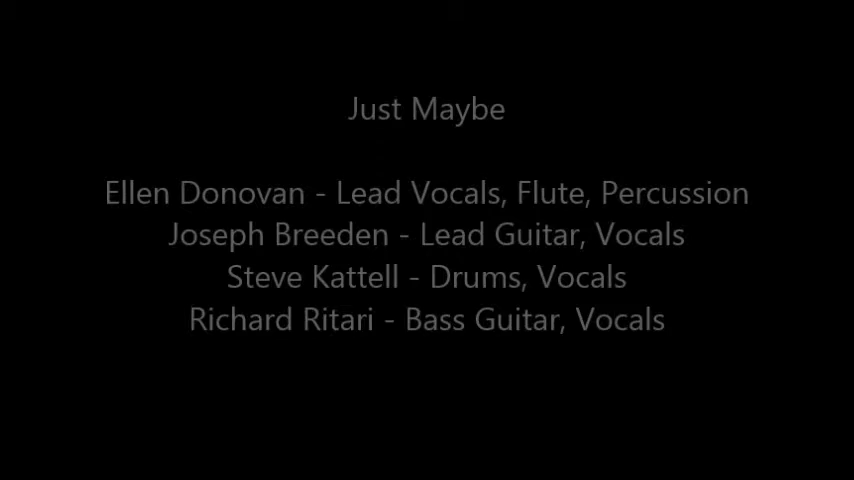 Just Maybe
Ellen Donovan - Lead Vocals, Flute, Percussion
Joseph Breeden - Lead Guitar, Vocals
Steve Kattell - Drums, Vocals
Richard Ritari - Bass Guitar, Vocals